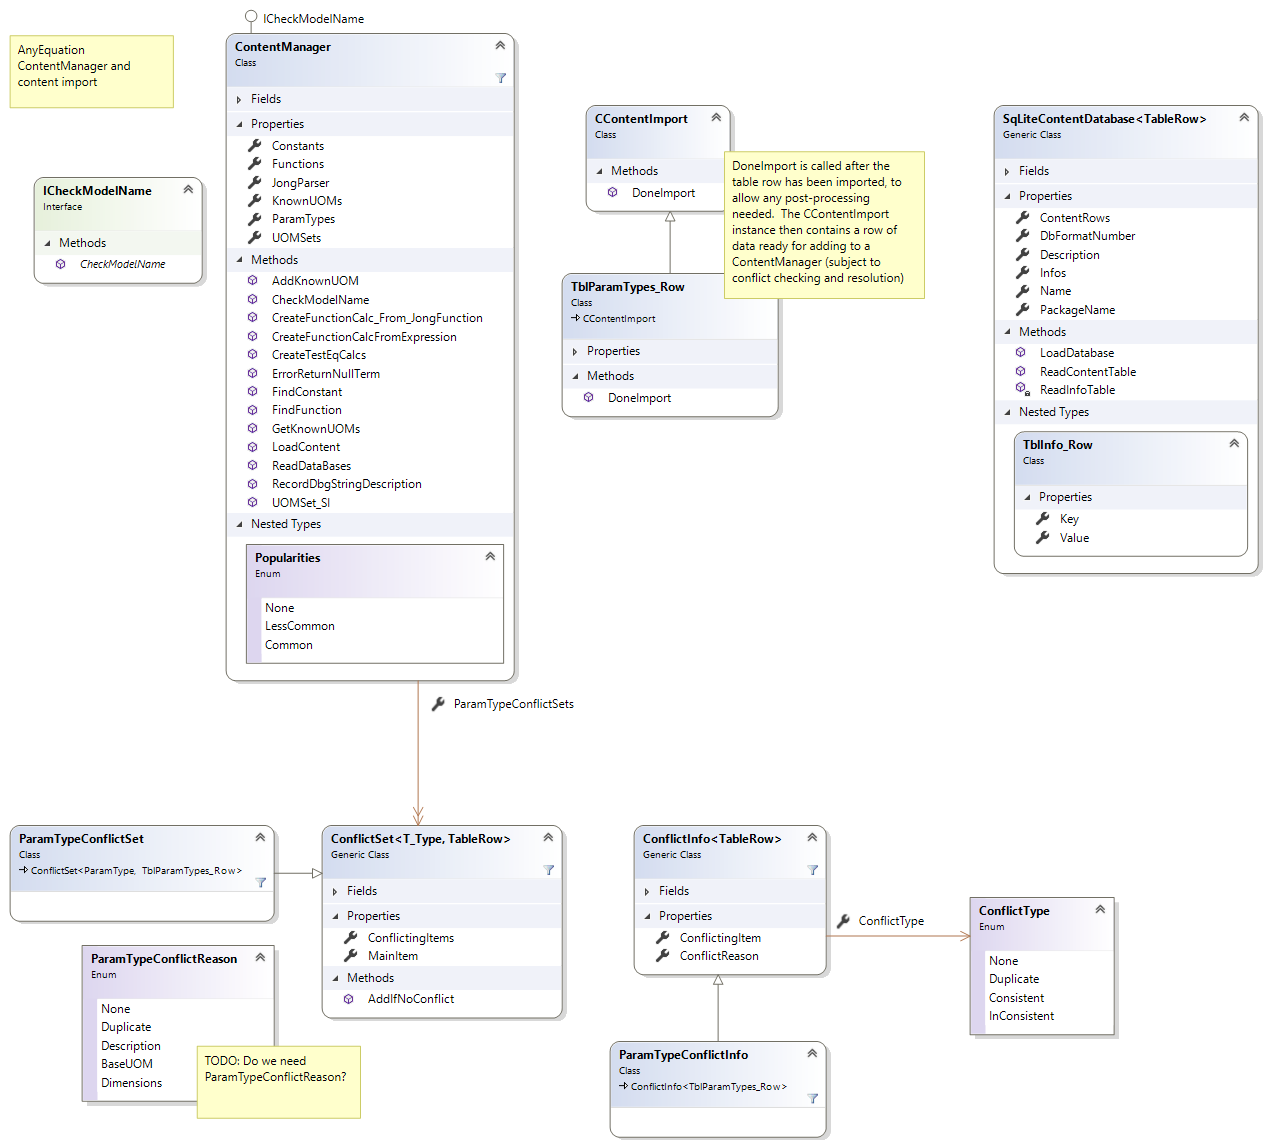 AnyEquation
ContentManager and
content import
ICheckModelName
Interface
Methods
CheckModelName
ICheckModelName
ContentManager
Class
Fields
Properties
Constants
Functions
JongParser
KnownUOMs
ParamTypes
UOMSets
Methods
AddKnownUOM
CheckModelName
CreateFunctionCalc_From_JongFunction
CreateFunctionCalcFromExpression
CreateTestEqCalcs
ErrorReturnNullTerm
FindConstant
FindFunction
GetKnownUOMs
LoadContent
ReadDataBases
RecordDbgStringDescription
UOMSet_SI
Nested Types
Popularities
Enum
None
LessCommon
Common
CContentImport
Class
Methods
DoneImport
DoneImport is called after the
table row has been imported, to
allow any post-processing
needed.  The CContentImport
instance then contains a row of
data ready for adding to a
ContentManager (subject to
conflict checking and resolution)
TblParamTypes_Row
Class
CContentImport
Properties
Methods
DoneImport
SqLiteContentDatabase<TableRow>
Generic Class
Fields
Properties
ContentRows
DbFormatNumber
Description
Infos
Name
PackageName
Methods
LoadDatabase
ReadContentTable
ReadInfoTable
Nested Types
TblInfo_Row
Class
Properties
Key
Value
ParamTypeConflictSets
ParamTypeConflictSet
Class
ConflictSet<ParamType, TblParamTypes_Row>
ParamTypeConflictReason
Enum
None
Duplicate
Description
BaseUOM
Dimensions
TODO: Do we need
ParamTypeConflictReason?
ConflictSet<T_Type, TableRow>
Generic Class
Fields
Properties
ConflictingItems
MainItem
Methods
AddIfNoConflict
ConflictInfo<TableRow>
Generic Class
Fields
Properties
ConflictingItem
ConflictReason
ConflictType
ConflictType
Enum
None
Duplicate
Consistent
InConsistent
ParamTypeConflictInfo
Class
ConflictInfo<TblParamTypes_Row>